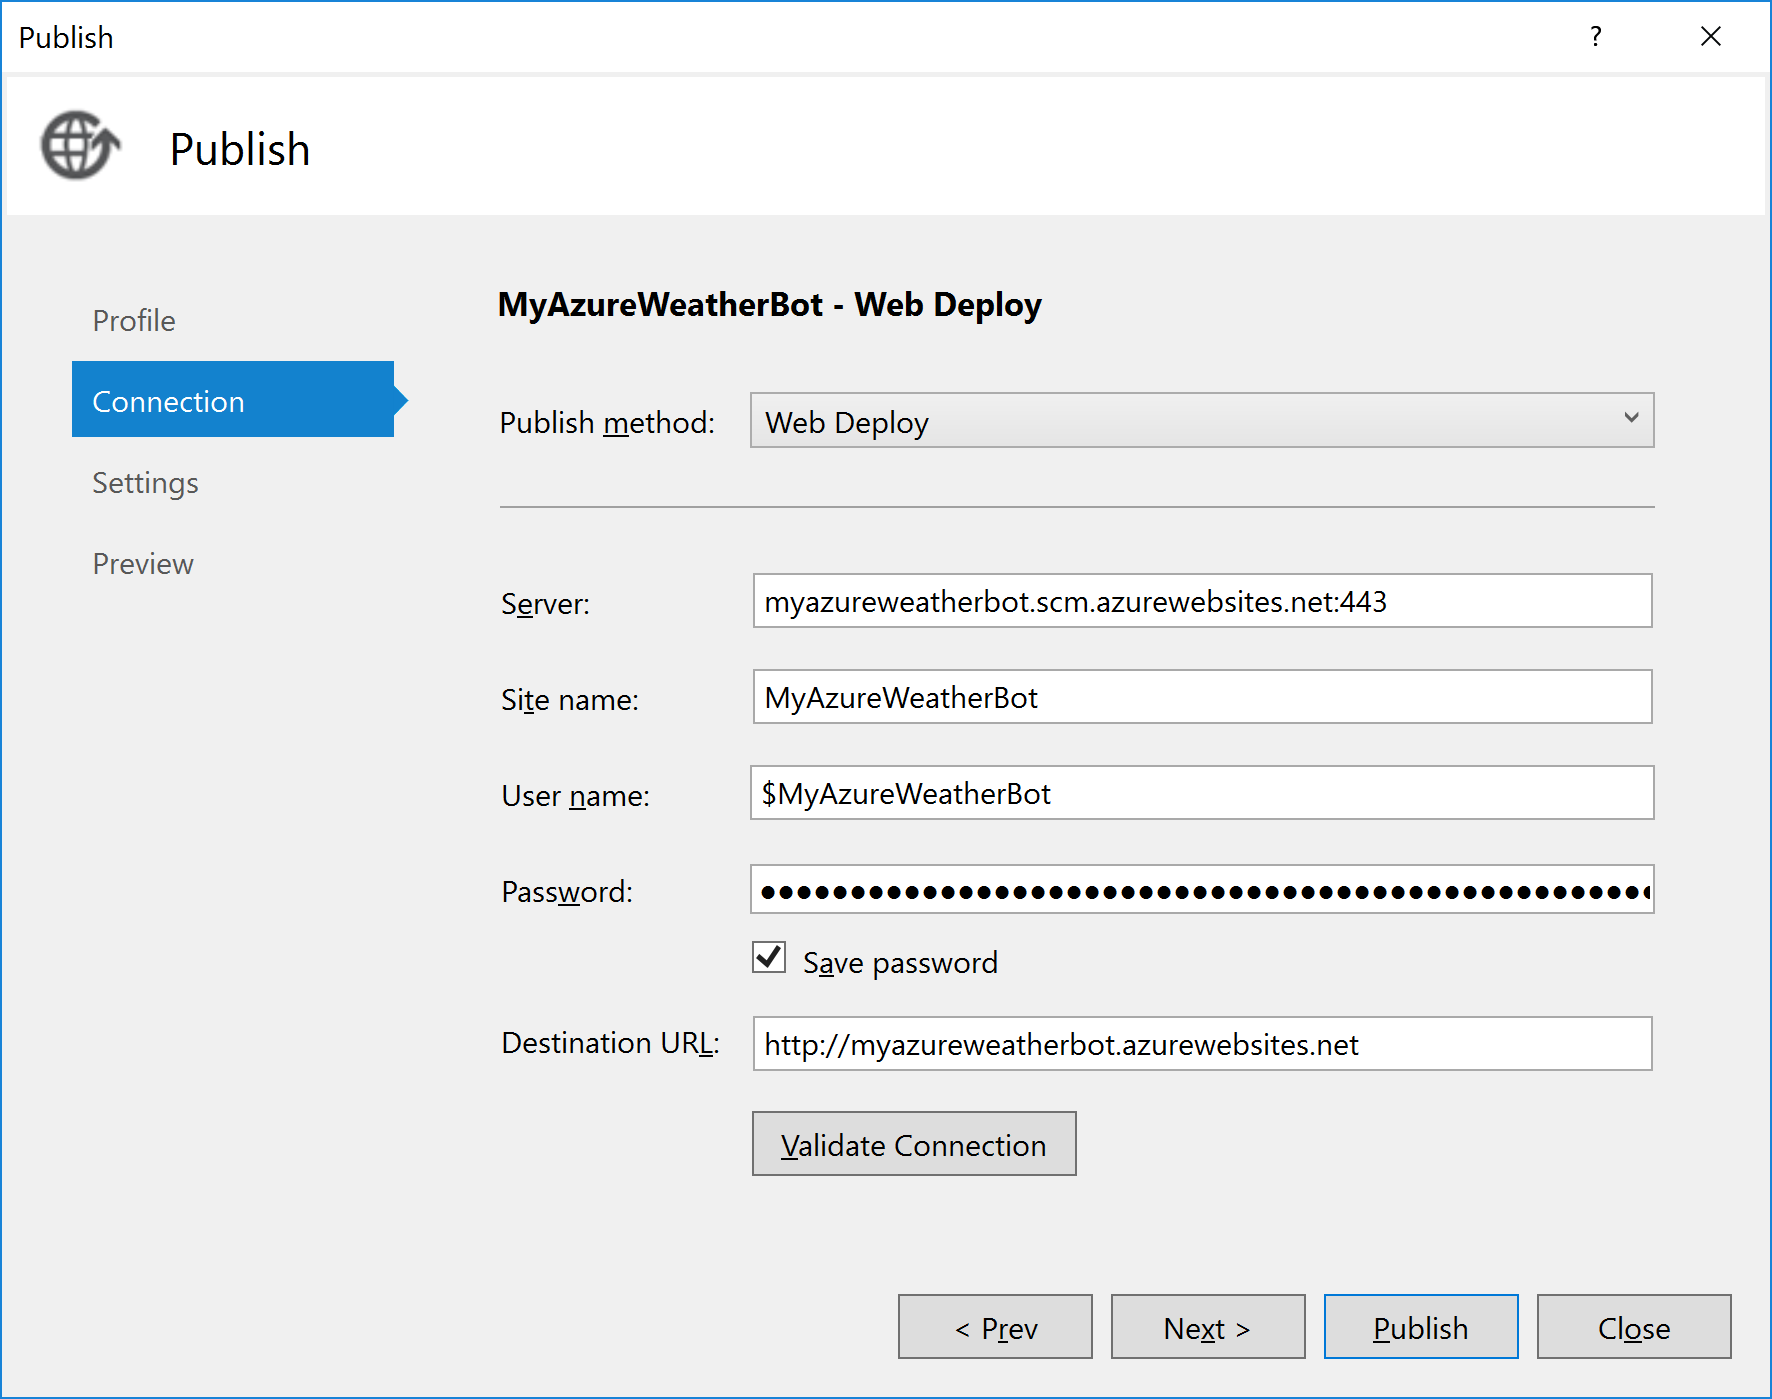 Publish
?
Publish
Profile
Connection
Settings
Preview
MyAzureWeatherBot - Web Deploy
Publish method: Web Deploy
Server: myazureweatherbot.scm.azurewebsites.net:443
Site name: MyAzureWeatherBot
User name: $MyAzureWeatherBot
Password: ●●●●●●●●●●●●●●●●●●●●●●●●●●●●●●●●●●●●●●●●●●●●●●●●●●
Save password
Destination URL: http://myazureweatherbot.azurewebsites.net
Validate Connection
< Prev
Next >
Publish
Close